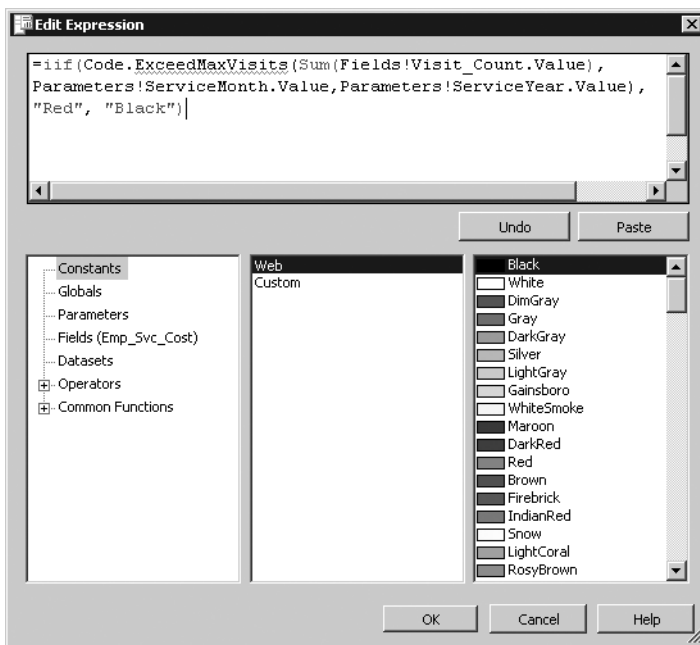 Edit Expression
=iif(Code.ExceedMaxVisits(Sum(Fields!Visit_Count.Value),
Parameters!ServiceMonth.Value,Parameters!ServiceYear.Value),
"Red", "Black")
Undo
Paste
Constants
Globals
Parameters
Fields (Emp_Svc_Cost)
Datasets
Operators
Common Functions
Web
Custom
Black
White
DimGray
Gray
DarkGray
Silver
LightGray
Gainsboro
WhiteSmoke
Maroon
DarkRed
Red
Brown
Firebrick
IndianRed
Snow
LightCoral
RosyBrown
OK
Cancel
Help